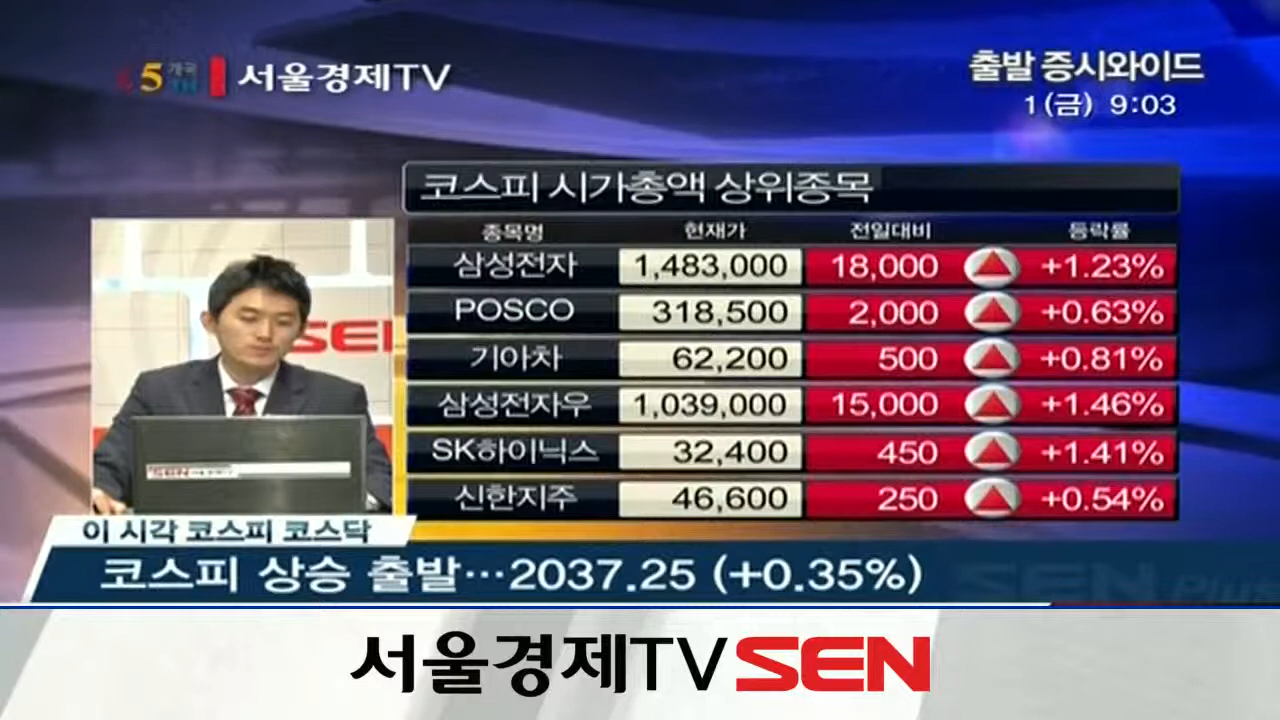 5 개국
서울경제TV
출발 증시와이드
1(금) 9:03
코스피 시가총액 상위종목
종목명 현재가 전일대비 등락률
삼성전자 1,483,000 18,000 +1.23%
POSCO 318,500 2,000 +0.63%
기아차 62,200 500 +0.81%
삼성전자우 1,039,000 15,000 +1.46%
SK하이닉스 32,400 450 +1.41%
신한지주 46,600 250 +0.54%
SEN
SEN
이 시각 코스피 코스닥
코스피 상승 출발…2037.25 (+0.35%)
SEN Plus
서울경제TV SEN